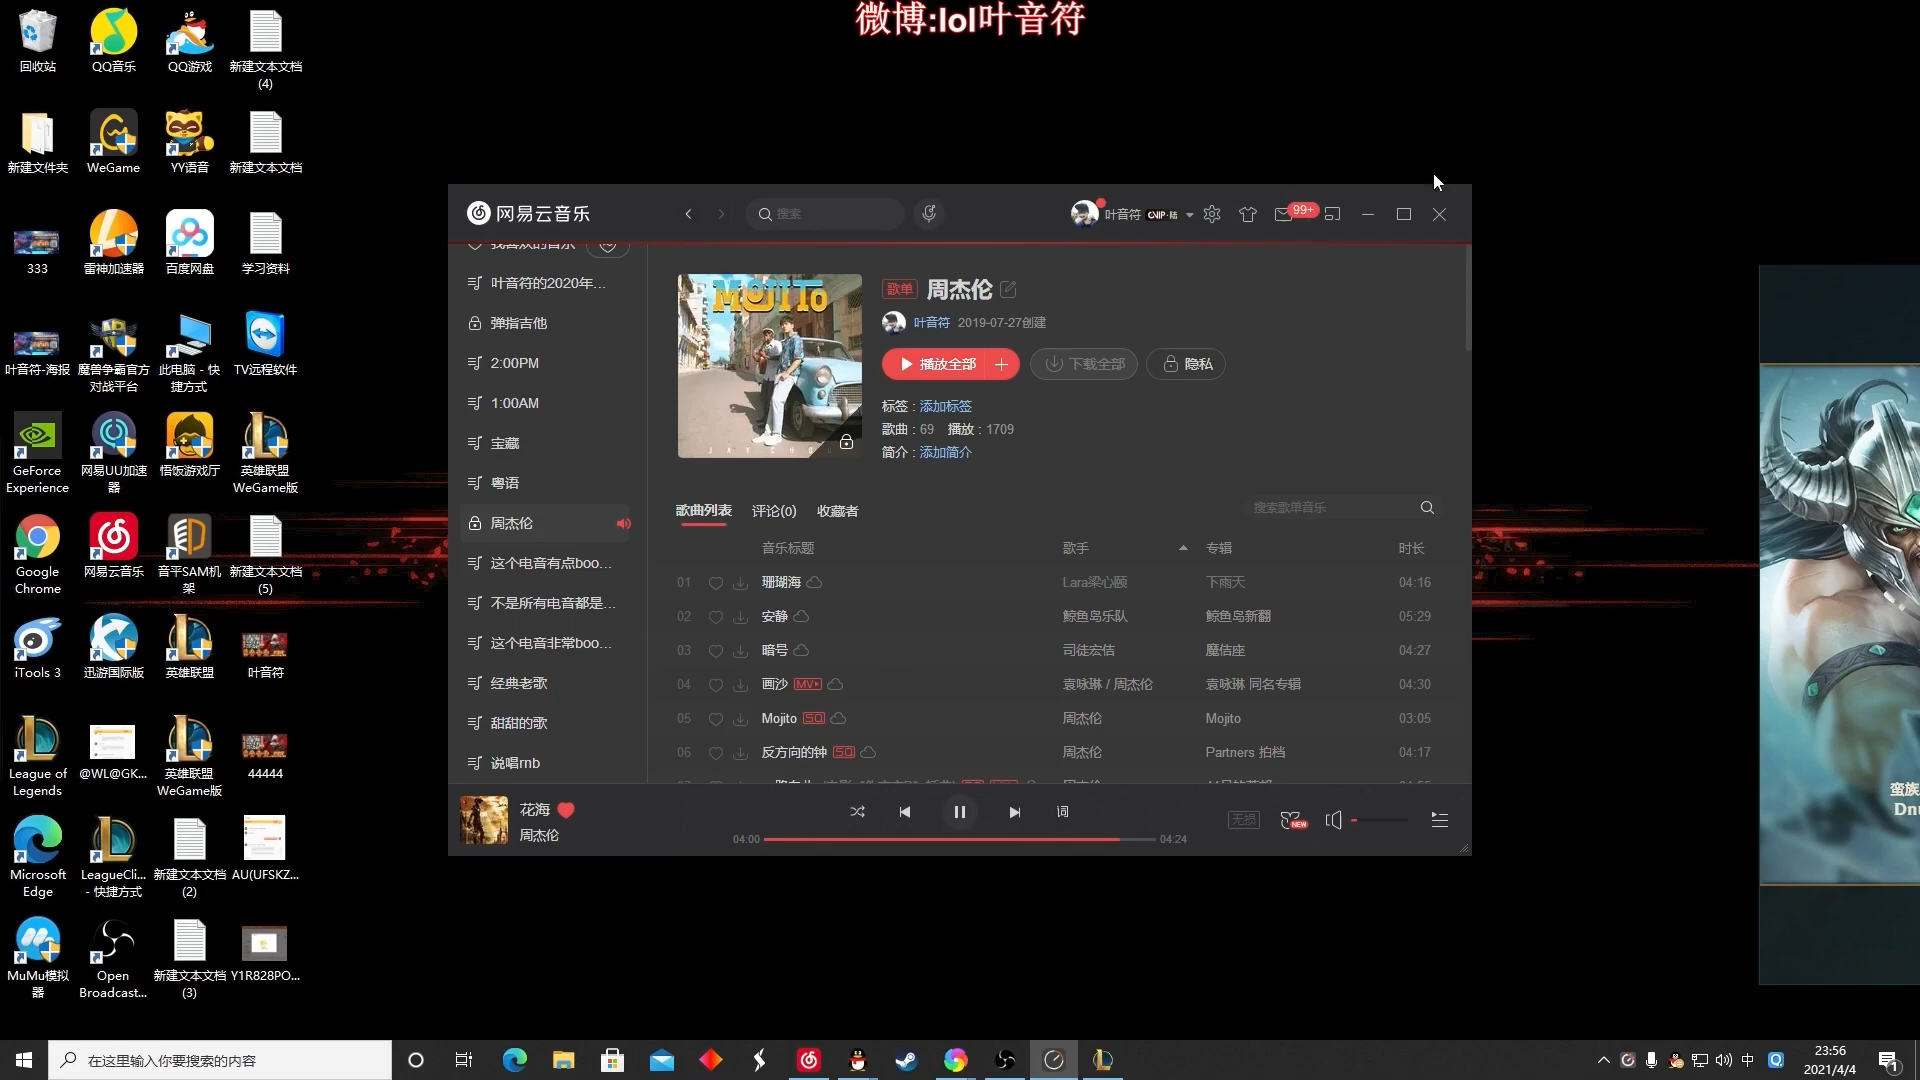 微博:lol叶音符
回收站
QQ音乐
QQ游戏
新建文本文档
(4)
新建文件夹
WeGame
YY语音
新建文本文档
333
雷神加速器
百度网盘
学习资料
叶音符-海报
魔兽争霸官方
对战平台
此电脑 - 快
捷方式
TV远程软件
GeForce
Experience
网易UU加速
器
悟饭游戏厅
英雄联盟
WeGame版
Google
Chrome
网易云音乐
音平SAM机
架
新建文本文档
(5)
iTools 3
迅游国际版
英雄联盟
叶音符
League of
Legends
@WL@GK...
英雄联盟
WeGame版
44444
Microsoft
Edge
LeagueCli...
- 快捷方式
新建文本文档
(2)
AU(UFSKZ...
MuMu模拟
器
Open
Broadcast...
新建文本文档
(3)
Y1R828PO...
网易云音乐
搜索
叶音符
99+
我喜欢的音乐
叶音符的2020年...
弹指吉他
2:00PM
1:00AM
宝藏
粤语
周杰伦
这个电音有点boo...
不是所有电音都是...
这个电音非常boo...
经典老歌
甜甜的歌
说唱rnb
MOJITO
JAY CHOU
歌单 周杰伦
叶音符 2019-07-27创建
播放全部
下载全部
隐私
标签 : 添加标签
歌曲 : 69 播放 : 1709
简介 : 添加简介
歌曲列表 评论(0) 收藏者
搜索歌单音乐
音乐标题 歌手 专辑 时长
01 珊瑚海 Lara梁心颐 下雨天 04:16
02 安静 鲸鱼岛乐队 鲸鱼岛新翻 05:29
03 暗号 司徒宏佶 魔佶座 04:27
04 画沙 MV 袁咏琳 / 周杰伦 袁咏琳 同名专辑 04:30
05 Mojito SQ 周杰伦 Mojito 03:05
06 反方向的钟 SQ 周杰伦 Partners 拍档 04:17
花海
周杰伦
词
04:00
04:24
无损
NEW
蛮族
Dn
在这里输入你要搜索的内容
中
23:56
2021/4/4
1